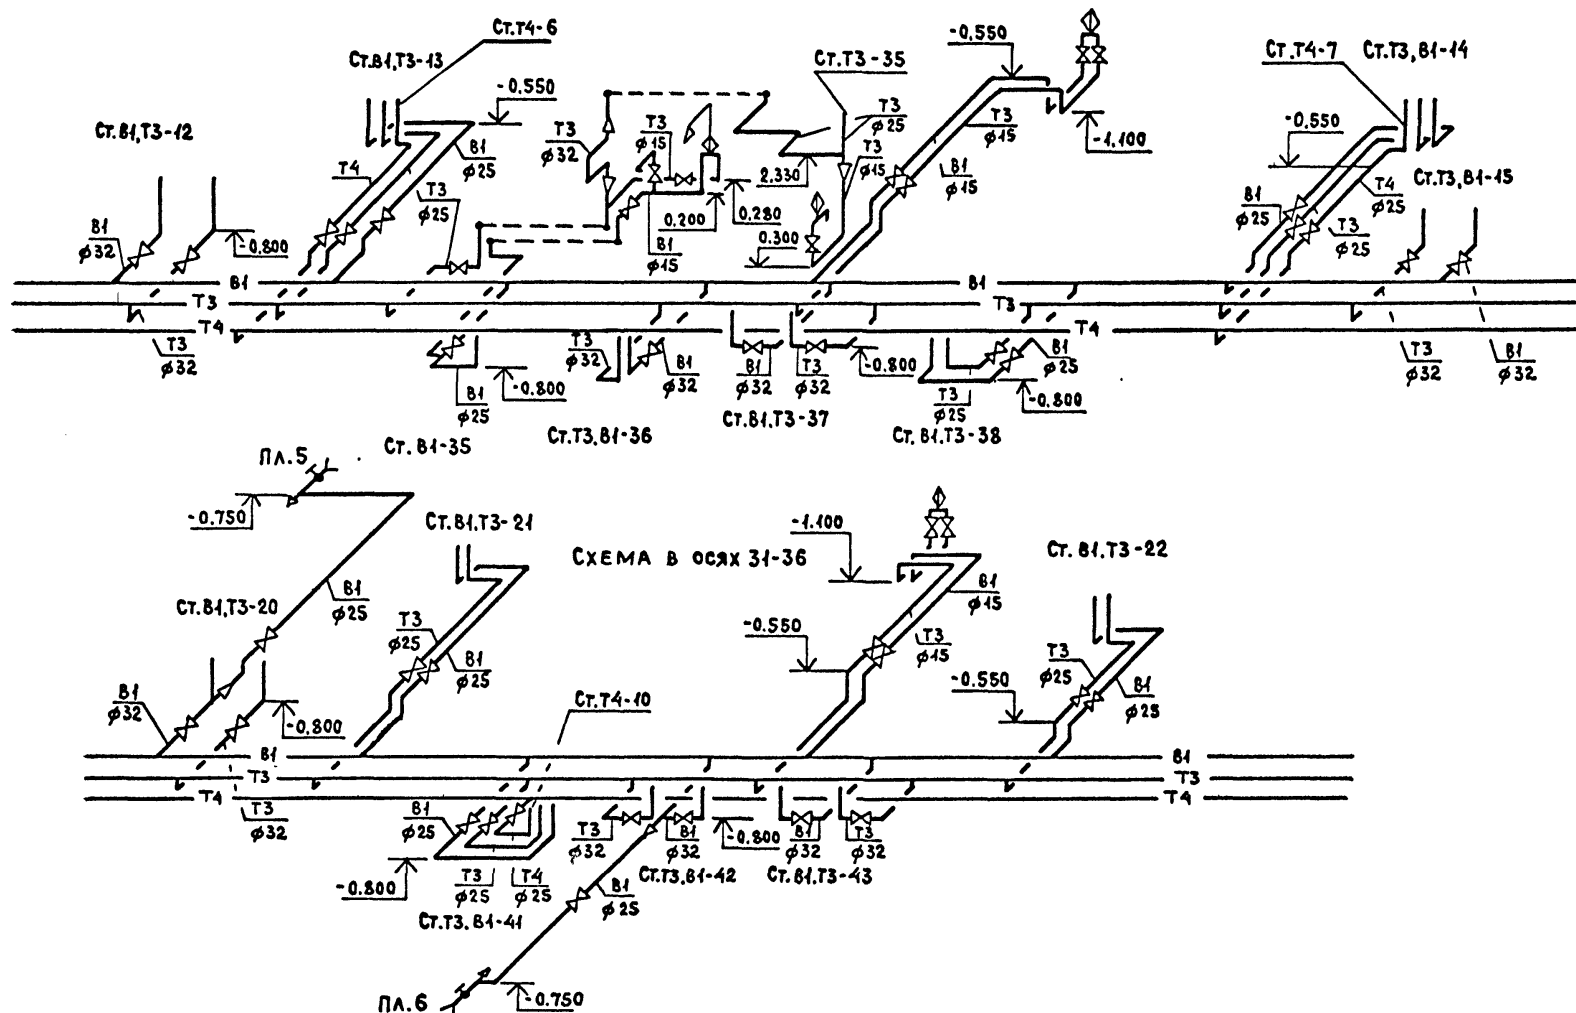 Ст.Т4-6
Ст.В1,Т3-13
-0.550
Ст.В1,Т3-12
Т4
В1
ф25
Т3
ф25
В1
ф32
-0.800
Т3
ф32
Т3
ф15
Ст.Т3-35
Т3
ф25
2.330
Т3
ф15
0.200
0.280
0.300
В1
ф15
-0.550
Т3
ф15
В1
ф15
-1.100
Ст.Т4-7
Ст.Т3,В1-14
-0.550
Ст.Т3,В1-15
В1
ф25
Т4
ф25
Т3
ф25
В1
В1
Т3
Т3
Т4
Т4
Т3
ф32
В1
ф25
-0.800
Т3
ф32
В1
ф32
В1
ф32
Т3
ф32
-0.800
В1
ф25
Т3
ф25
-0.800
Т3
ф32
В1
ф32
Ст.В1-35
Ст.Т3,В1-36
Ст.В1,Т3-37
Ст.В1,Т3-38
Пл.5
-0.750
Ст.В1,Т3-21
Схема в осях 31-36
-1.100
Ст.В1,Т3-22
Ст.В1,Т3-20
В1
ф25
Т3
ф25
В1
ф25
-0.550
В1
ф15
Т3
ф15
-0.550
Т3
ф25
В1
ф25
В1
ф32
-0.800
Ст.Т4-10
В1
В1
Т3
Т3
Т4
Т4
Т3
ф32
В1
ф25
-0.800
Т3
ф25
Т4
ф25
Ст.Т3,В1-41
Т3
ф32
В1
ф32
-0.800
В1
ф32
Т3
ф32
Ст.Т3,В1-42
Ст.В1,Т3-43
В1
ф25
Пл.6
-0.750